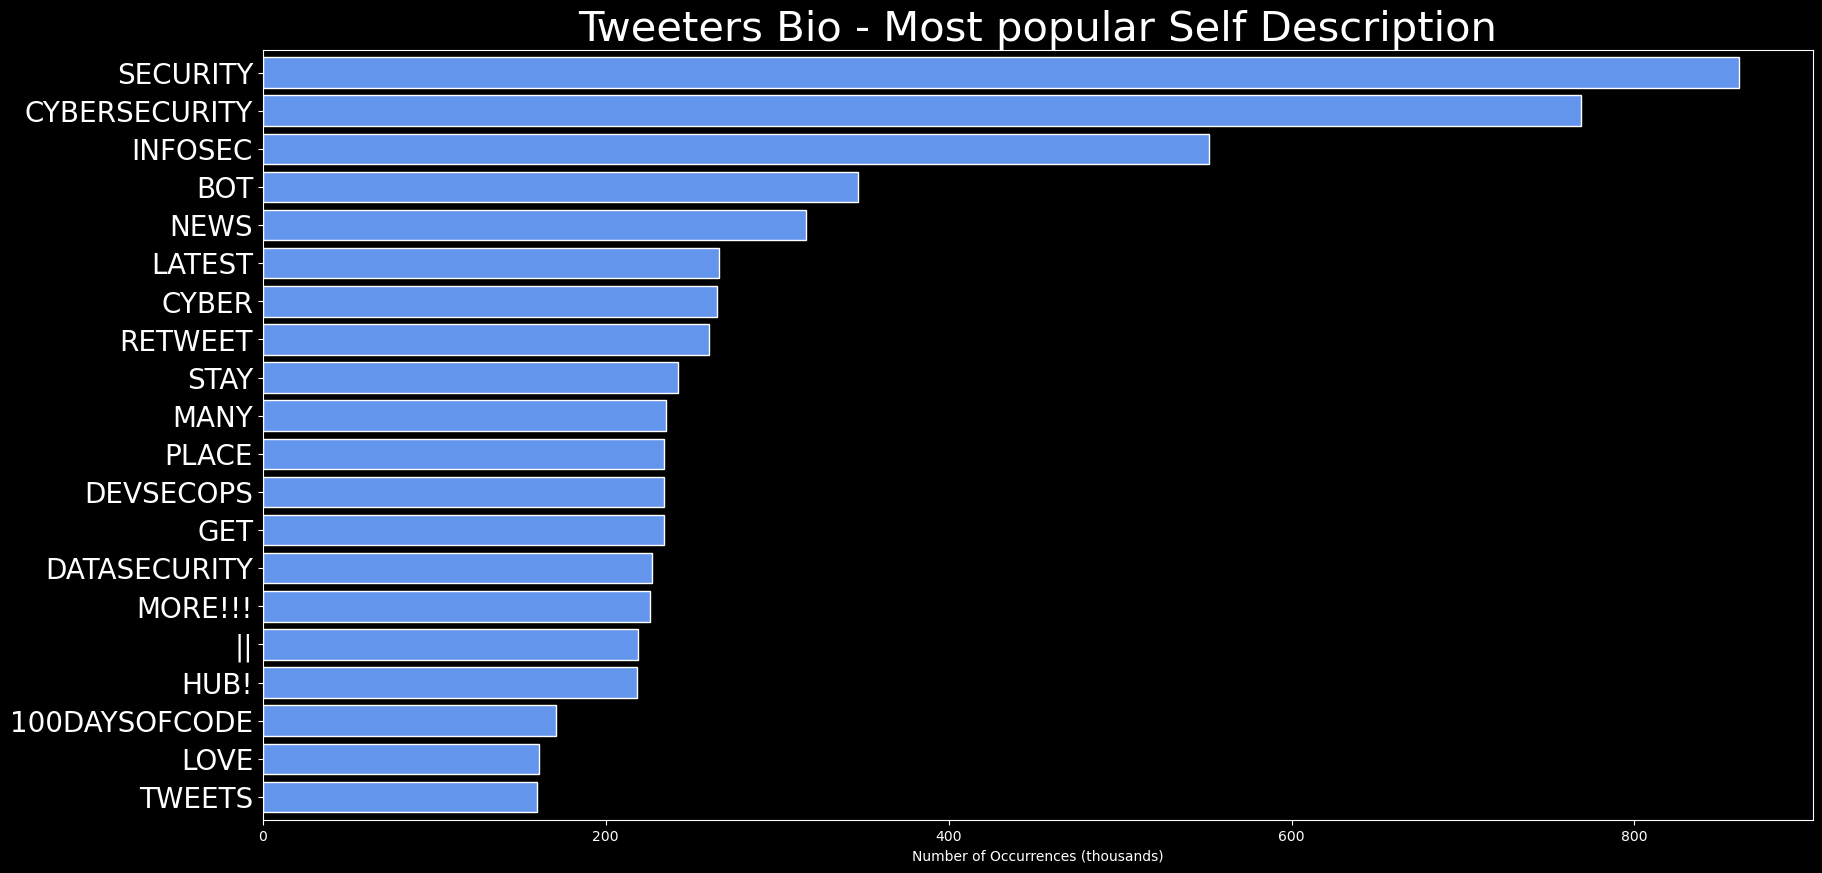 Tweeters Bio - Most popular Self Description
SECURITY
CYBERSECURITY
INFOSEC
BOT
NEWS
LATEST
CYBER
RETWEET
STAY
MANY
PLACE
DEVSECOPS
GET
DATASECURITY
MORE!!!
||
HUB!
100DAYSOFCODE
LOVE
TWEETS
0 200 400 600 800
Number of Occurrences (thousands)